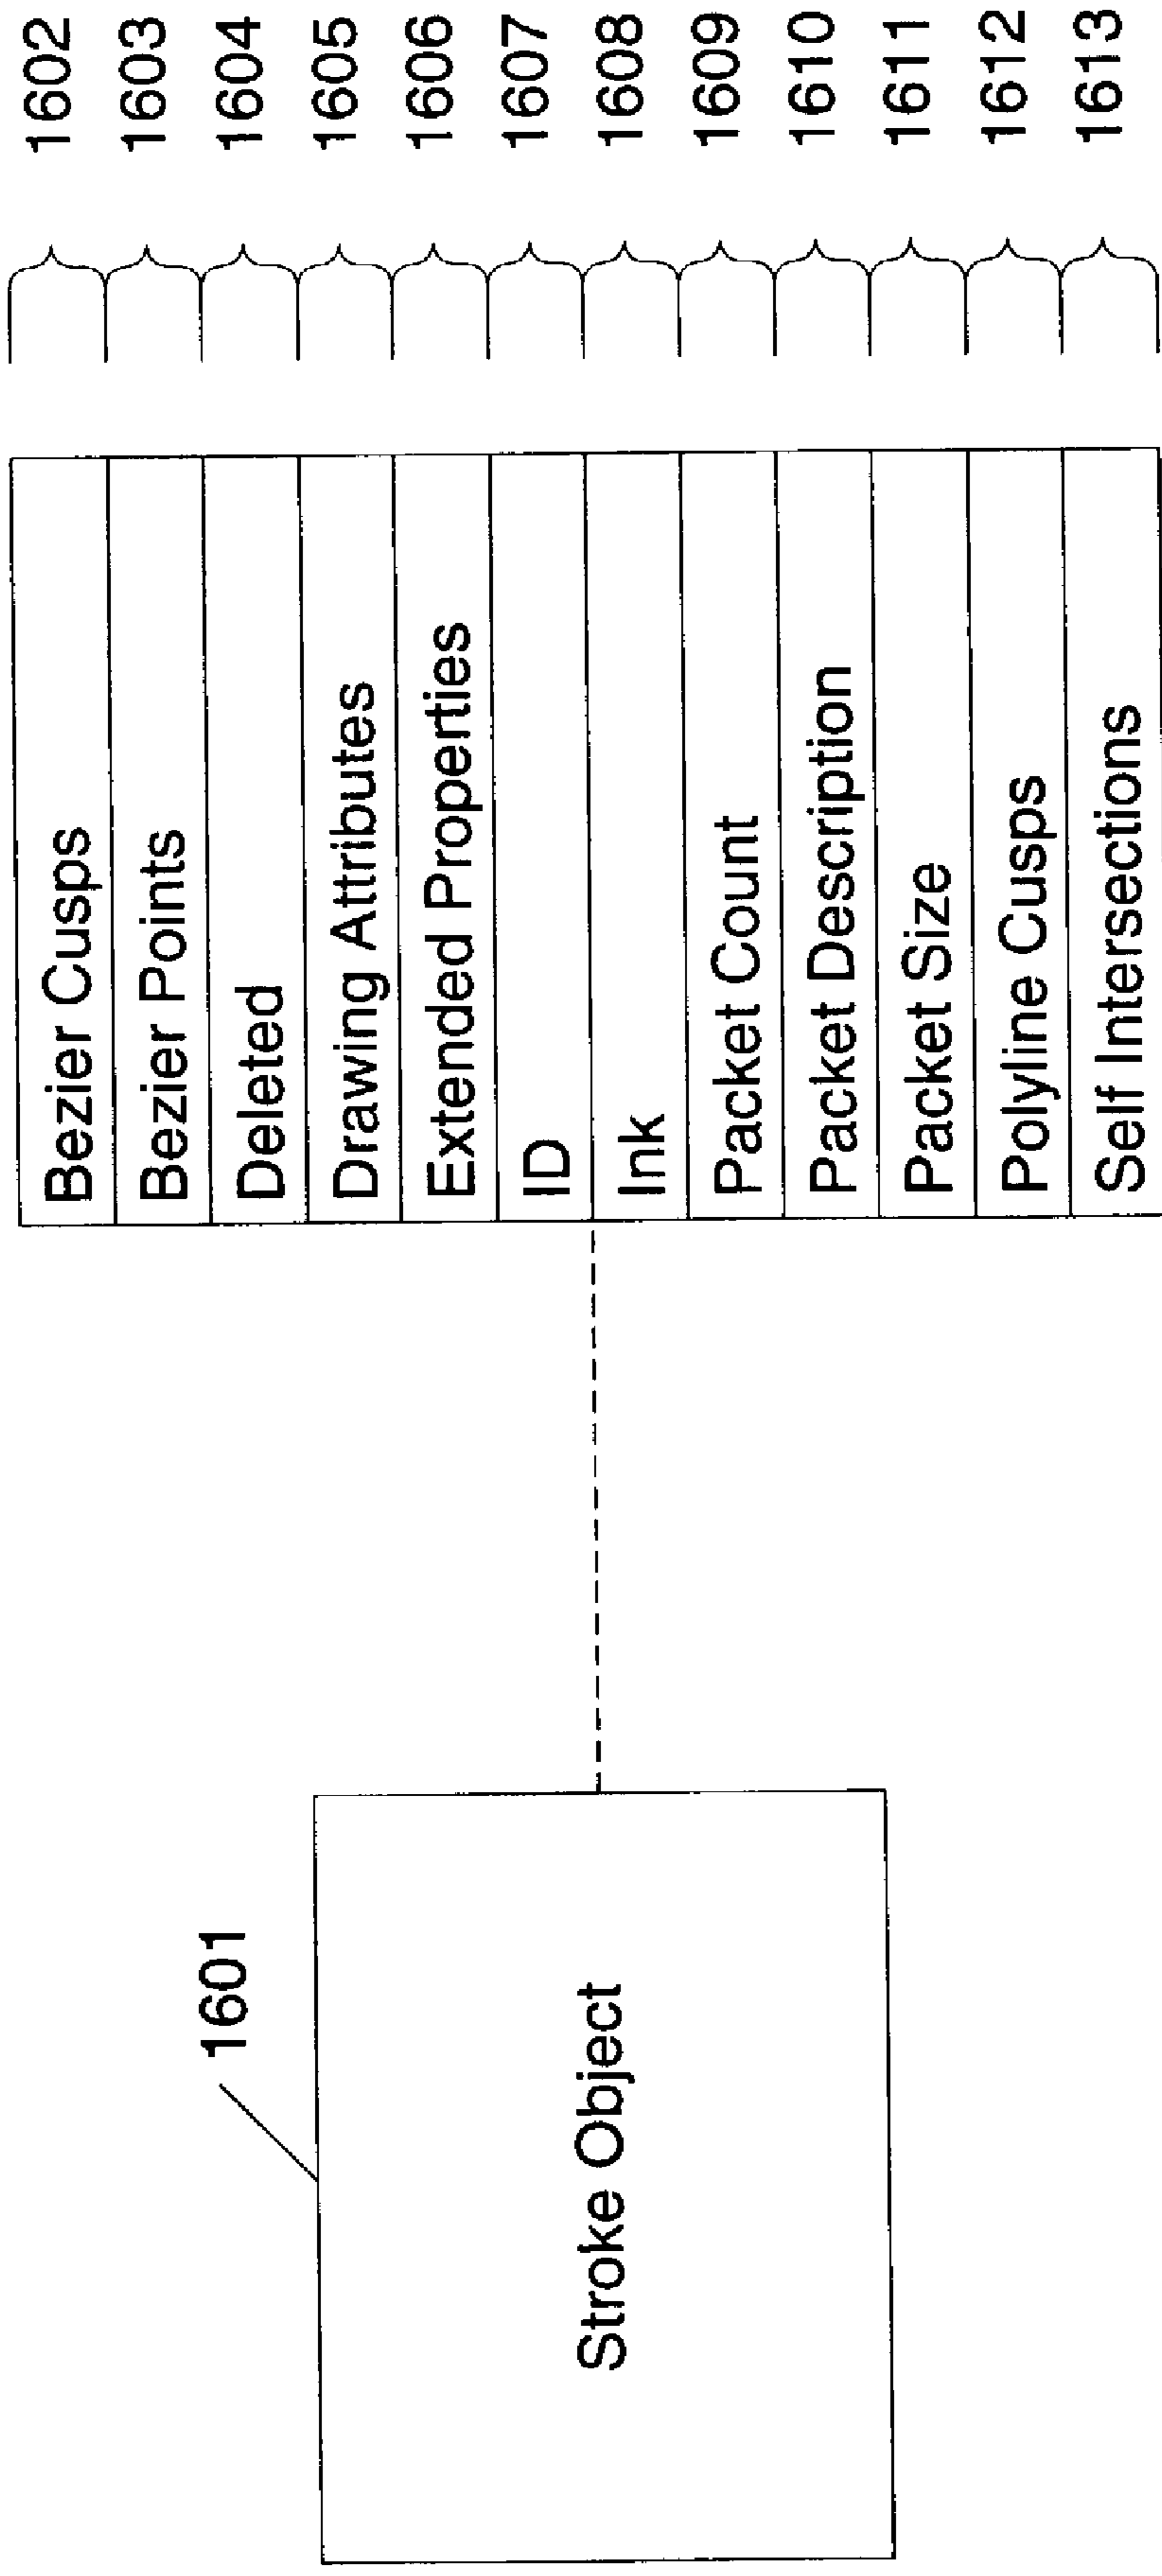 1601
Stroke Object
Bezier Cusps 1602
Bezier Points 1603
Deleted 1604
Drawing Attributes 1605
Extended Properties 1606
ID 1607
Ink 1608
Packet Count 1609
Packet Description 1610
Packet Size 1611
Polyline Cusps 1612
Self Intersections 1613